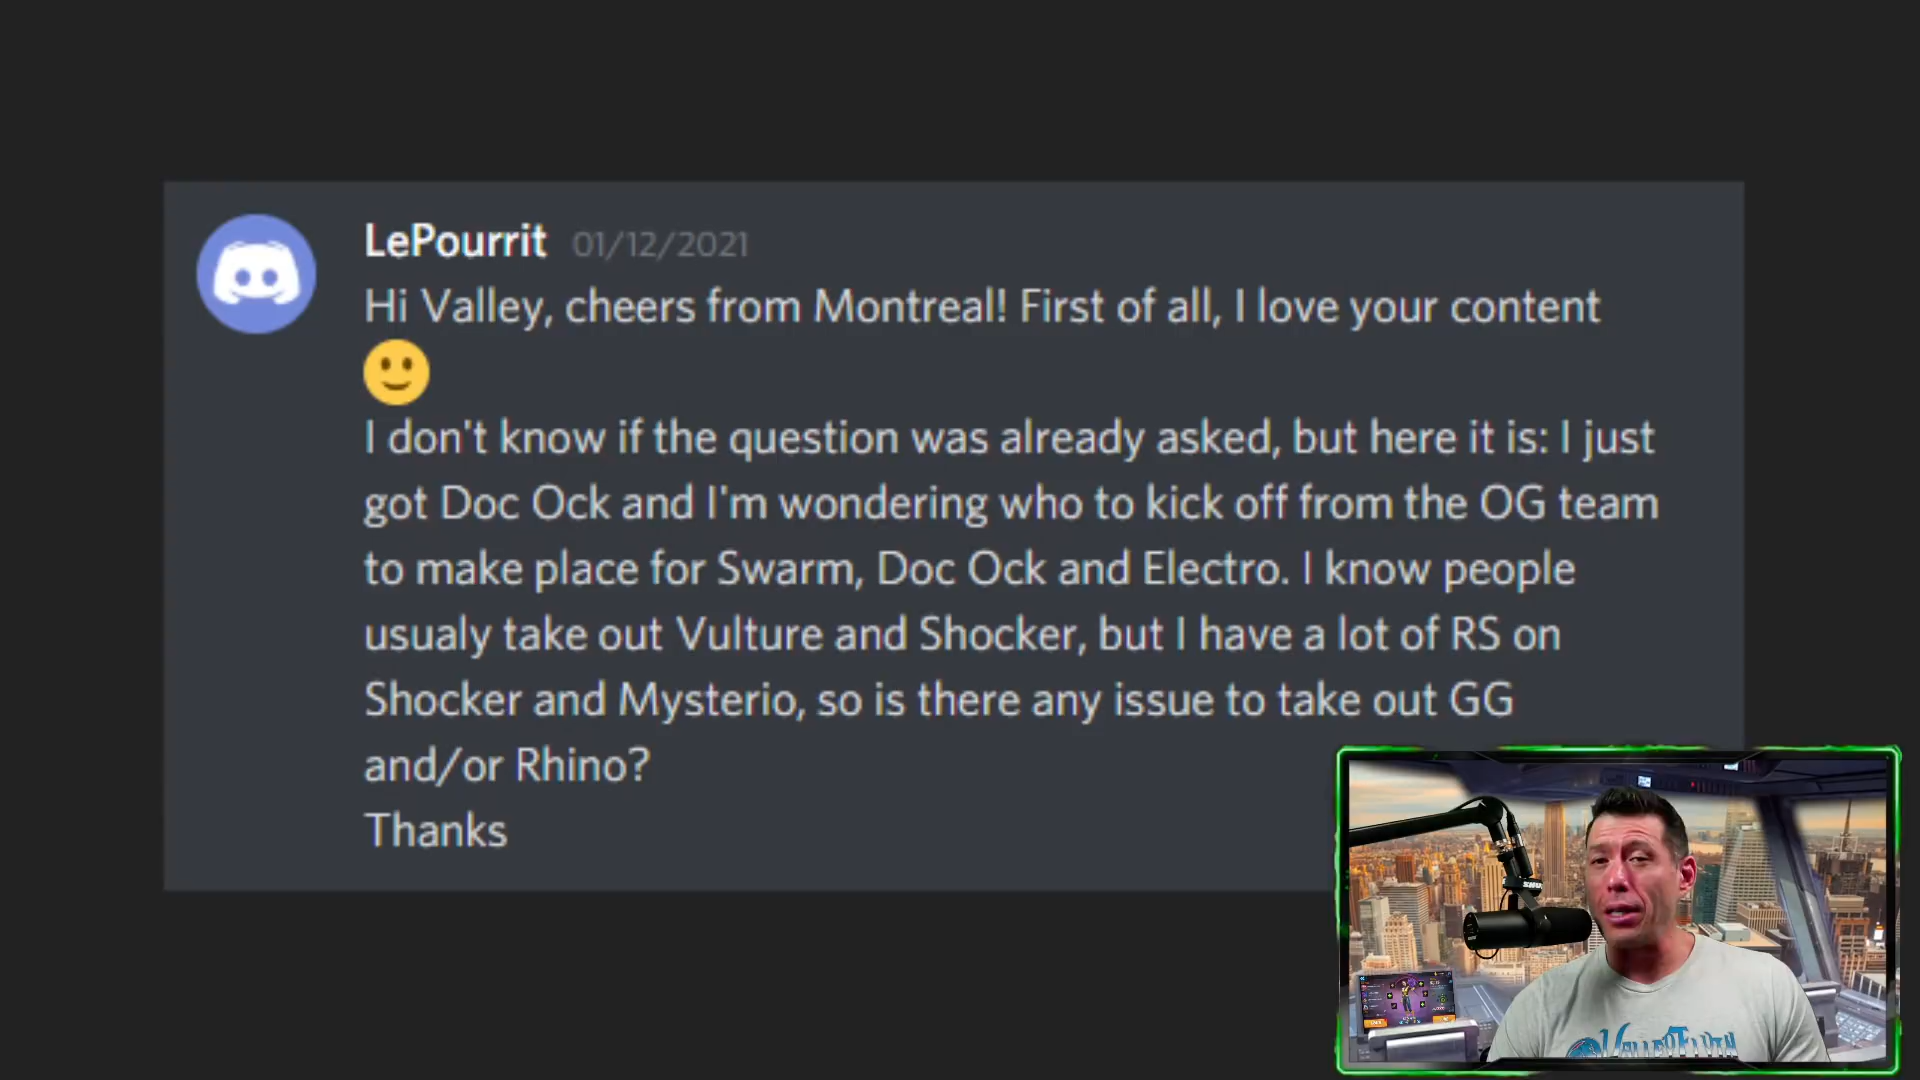 LePourrit 01/12/2021
Hi Valley, cheers from Montreal! First of all, I love your content
I don't know if the question was already asked, but here it is: I just
got Doc Ock and I'm wondering who to kick off from the OG team
to make place for Swarm, Doc Ock and Electro. I know people
usualy take out Vulture and Shocker, but I have a lot of RS on
Shocker and Mysterio, so is there any issue to take out GG
and/or Rhino?
Thanks